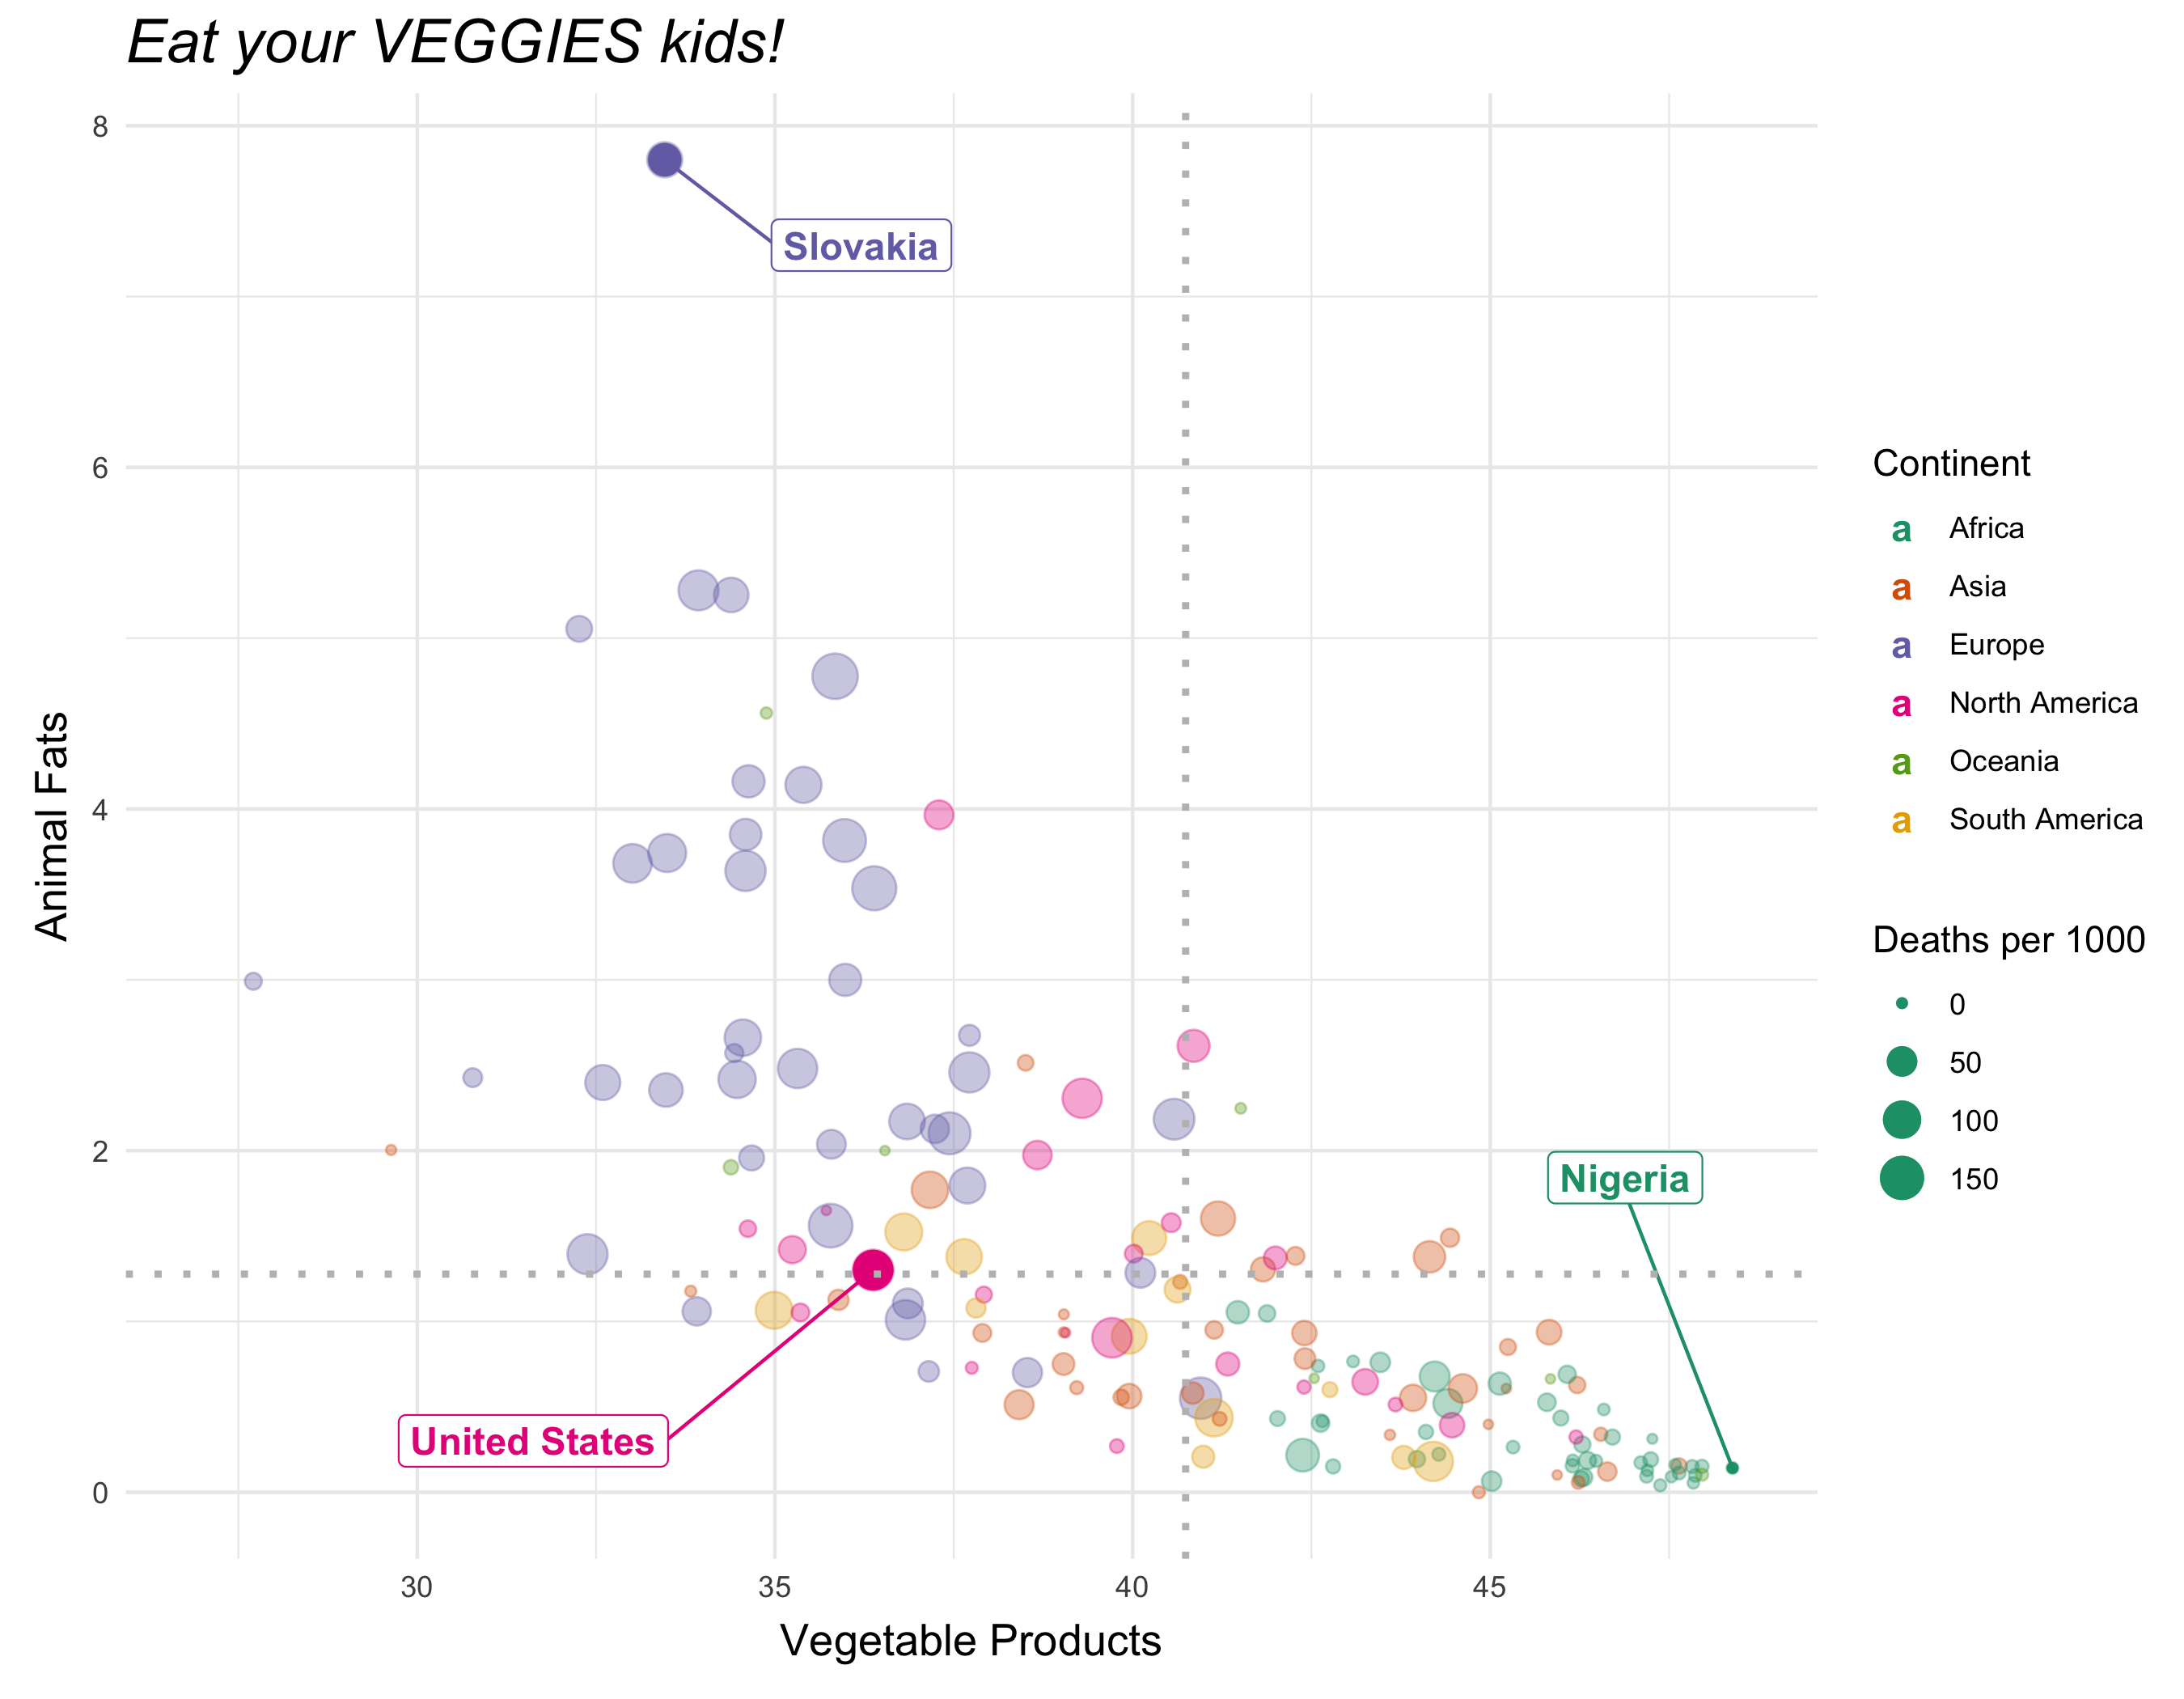 Eat your VEGGIES kids!
8
6
4
2
0
Animal Fats
Slovakia
United States
Nigeria
30
35
40
45
Vegetable Products
Continent
a Africa
a Asia
a Europe
a North America
a Oceania
a South America
Deaths per 1000
0
50
100
150